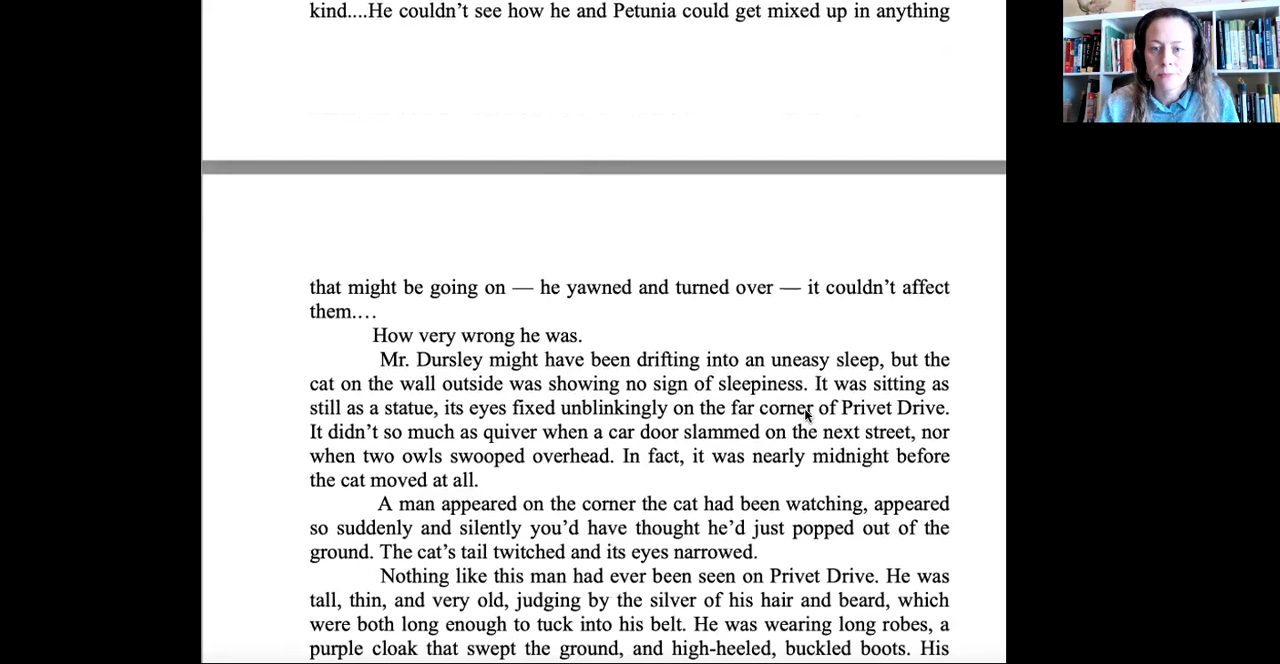 kind....He couldn’t see how he and Petunia could get mixed up in anything
that might be going on — he yawned and turned over — it couldn’t affect
them.…
How very wrong he was.
Mr. Dursley might have been drifting into an uneasy sleep, but the
cat on the wall outside was showing no sign of sleepiness. It was sitting as
still as a statue, its eyes fixed unblinkingly on the far corner of Privet Drive.
It didn’t so much as quiver when a car door slammed on the next street, nor
when two owls swooped overhead. In fact, it was nearly midnight before
the cat moved at all.
A man appeared on the corner the cat had been watching, appeared
so suddenly and silently you’d have thought he’d just popped out of the
ground. The cat’s tail twitched and its eyes narrowed.
Nothing like this man had ever been seen on Privet Drive. He was
tall, thin, and very old, judging by the silver of his hair and beard, which
were both long enough to tuck into his belt. He was wearing long robes, a
purple cloak that swept the ground, and high-heeled, buckled boots. His